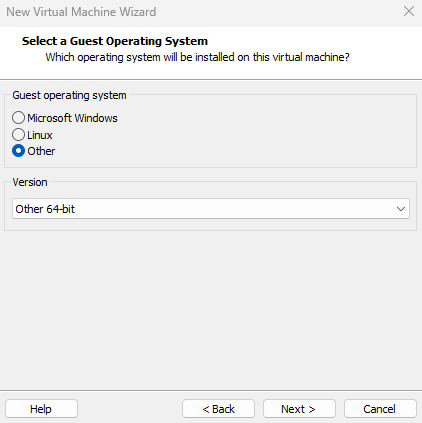 New Virtual Machine Wizard
Select a Guest Operating System
Which operating system will be installed on this virtual machine?
Guest operating system
Microsoft Windows
Linux
Other
Version
Other 64-bit
Help
< Back
Next >
Cancel